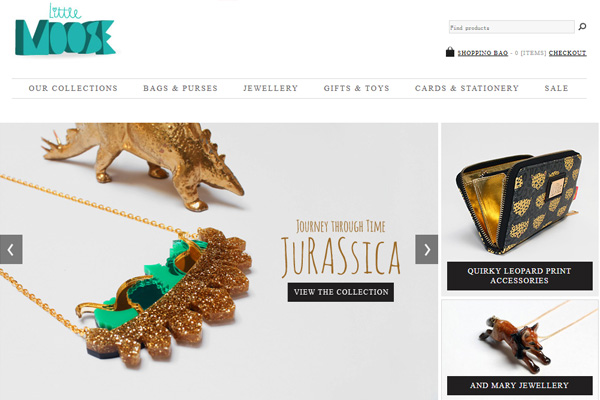 Little
MOOSE
Find products
SHOPPING BAG - 0 [ITEMS] CHECKOUT
OUR COLLECTIONS BAGS & PURSES JEWELLERY GIFTS & TOYS CARDS & STATIONERY SALE
JOURNEY THROUGH TIME
JURASSICA
VIEW THE COLLECTION
QUIRKY LEOPARD PRINT
ACCESSORIES
AND MARY JEWELLERY